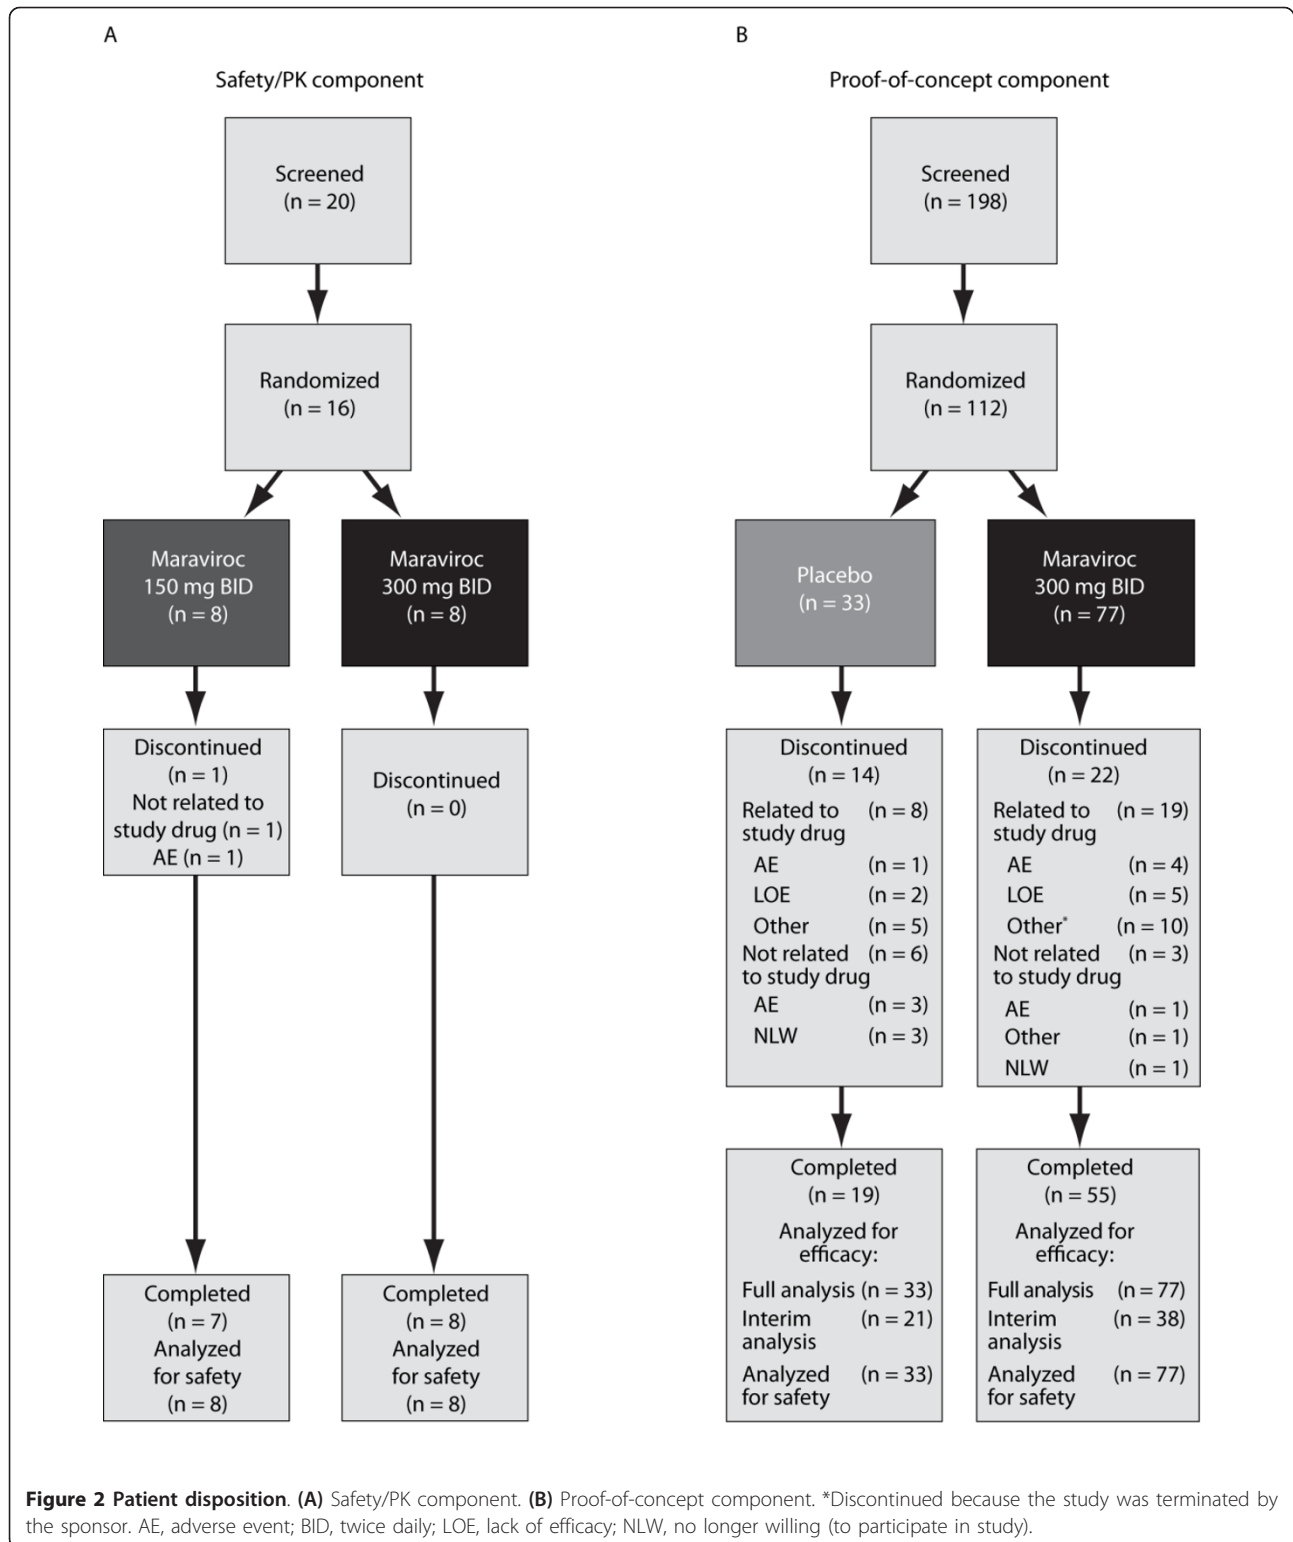 A
Safety/PK component
Screened
(n = 20)
Randomized
(n = 16)
Maraviroc
150 mg BID
(n = 8)
Maraviroc
300 mg BID
(n = 8)
Discontinued
(n = 1)
Not related to
study drug (n = 1)
AE (n = 1)
Discontinued
(n = 0)
Completed
(n = 7)
Analyzed
for safety
(n = 8)
Completed
(n = 8)
Analyzed
for safety
(n = 8)
B
Proof-of-concept component
Screened
(n = 198)
Randomized
(n = 112)
Placebo
(n = 33)
Maraviroc
300 mg BID
(n = 77)
Discontinued
(n = 14)
Related to (n = 8)
study drug
AE (n = 1)
LOE (n = 2)
Other (n = 5)
Not related (n = 6)
to study drug
AE (n = 3)
NLW (n = 3)
Discontinued
(n = 22)
Related to (n = 19)
study drug
AE (n = 4)
LOE (n = 5)
Other* (n = 10)
Not related (n = 3)
to study drug
AE (n = 1)
Other (n = 1)
NLW (n = 1)
Completed
(n = 19)
Analyzed for
efficacy:
Full analysis (n = 33)
Interim (n = 21)
analysis
Analyzed (n = 33)
for safety
Completed
(n = 55)
Analyzed for
efficacy:
Full analysis (n = 77)
Interim (n = 38)
analysis
Analyzed (n = 77)
for safety
Figure 2 Patient disposition. (A) Safety/PK component. (B) Proof-of-concept component. *Discontinued because the study was terminated by
the sponsor. AE, adverse event; BID, twice daily; LOE, lack of efficacy; NLW, no longer willing (to participate in study).